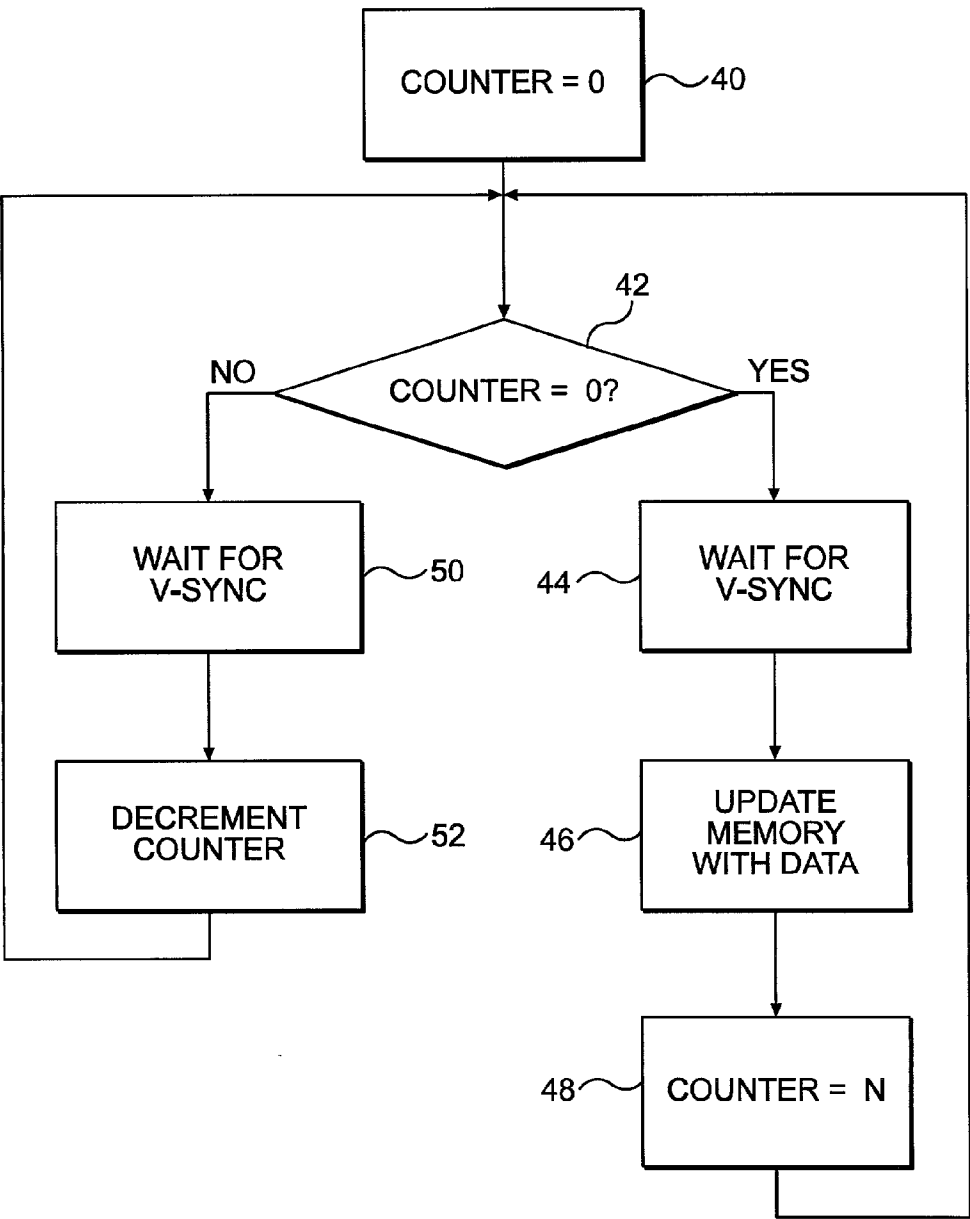 COUNTER = 0
40
42
NO
YES
COUNTER = 0?
WAIT FOR
V-SYNC
50
44
WAIT FOR
V-SYNC
DECREMENT
COUNTER
52
46
UPDATE
MEMORY
WITH DATA
48
COUNTER = N